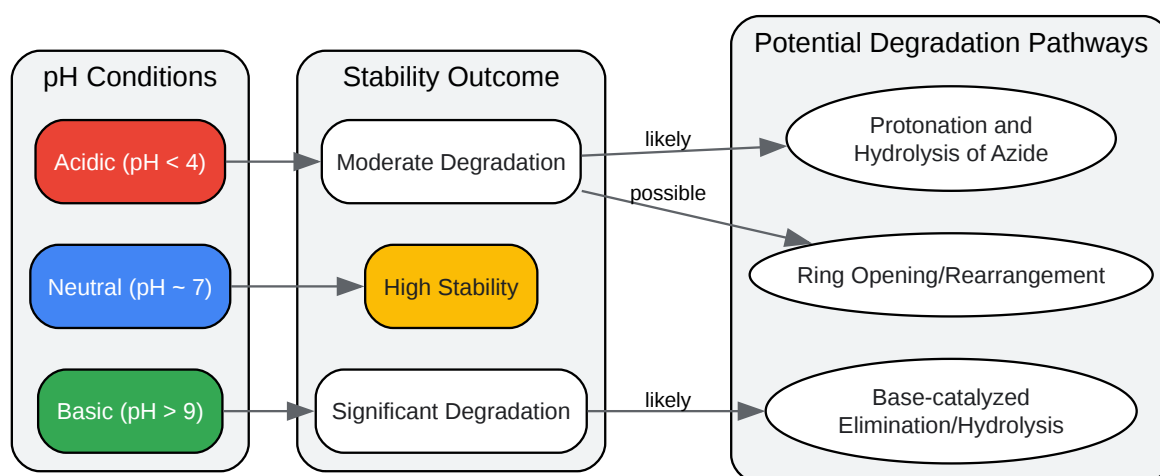 pH Conditions
Acidic (pH < 4)
Neutral (pH ~ 7)
Basic (pH > 9)
Stability Outcome
Moderate Degradation
High Stability
Significant Degradation
likely
possible
likely
Potential Degradation Pathways
Protonation and
Hydrolysis of Azide
Ring Opening/Rearrangement
Base-catalyzed
Elimination/Hydrolysis